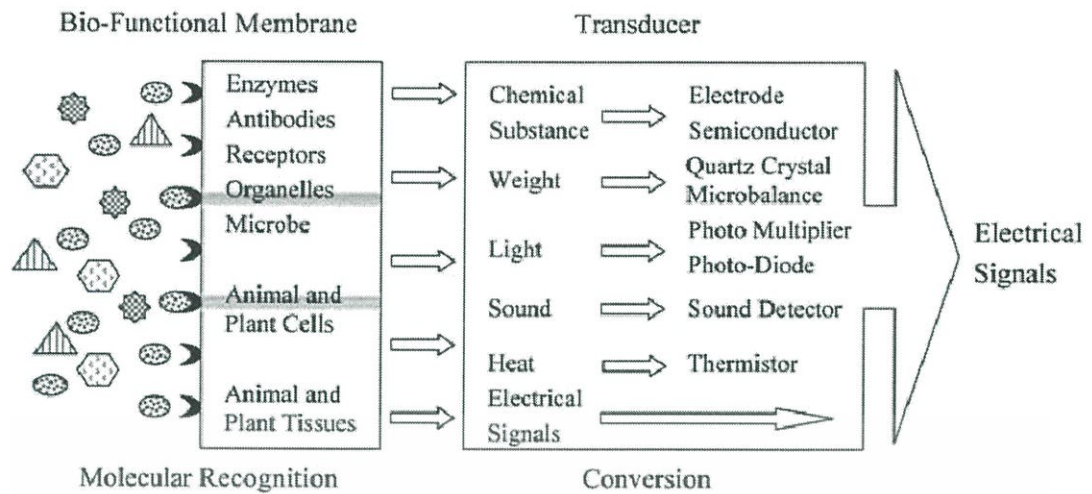 Bio-Functional Membrane
Transducer
Enzymes
Antibodies
Receptors
Organelles
Microbe
Animal and
Plant Cells
Animal and
Plant Tissues
Chemical
Substance
Electrode
Semiconductor
Weight
Quartz Crystal
Microbalance
Light
Photo Multiplier
Photo-Diode
Sound
Sound Detector
Heat
Thermistor
Electrical
Signals
Electrical
Signals
Molecular Recognition
Conversion